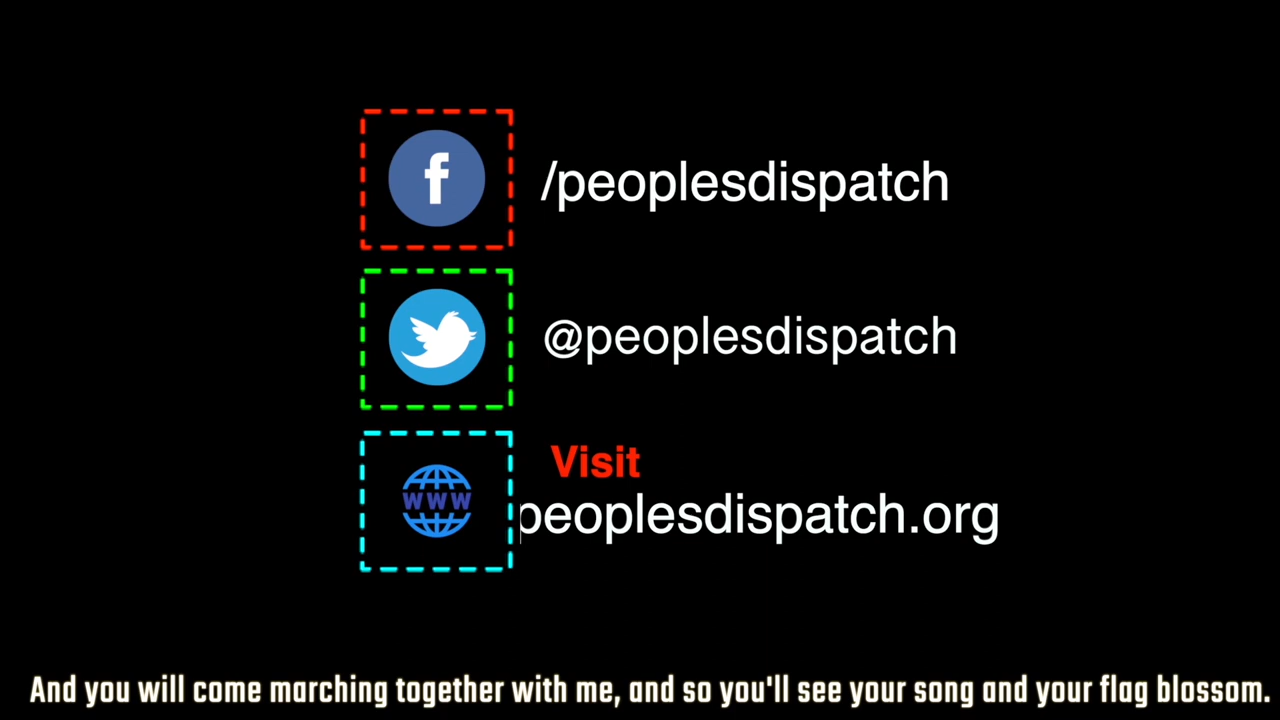 f
/peoplesdispatch
@peoplesdispatch
Visit
WWW
peoplesdispatch.org
And you will come marching together with me, and so you'll see your song and your flag blossom.